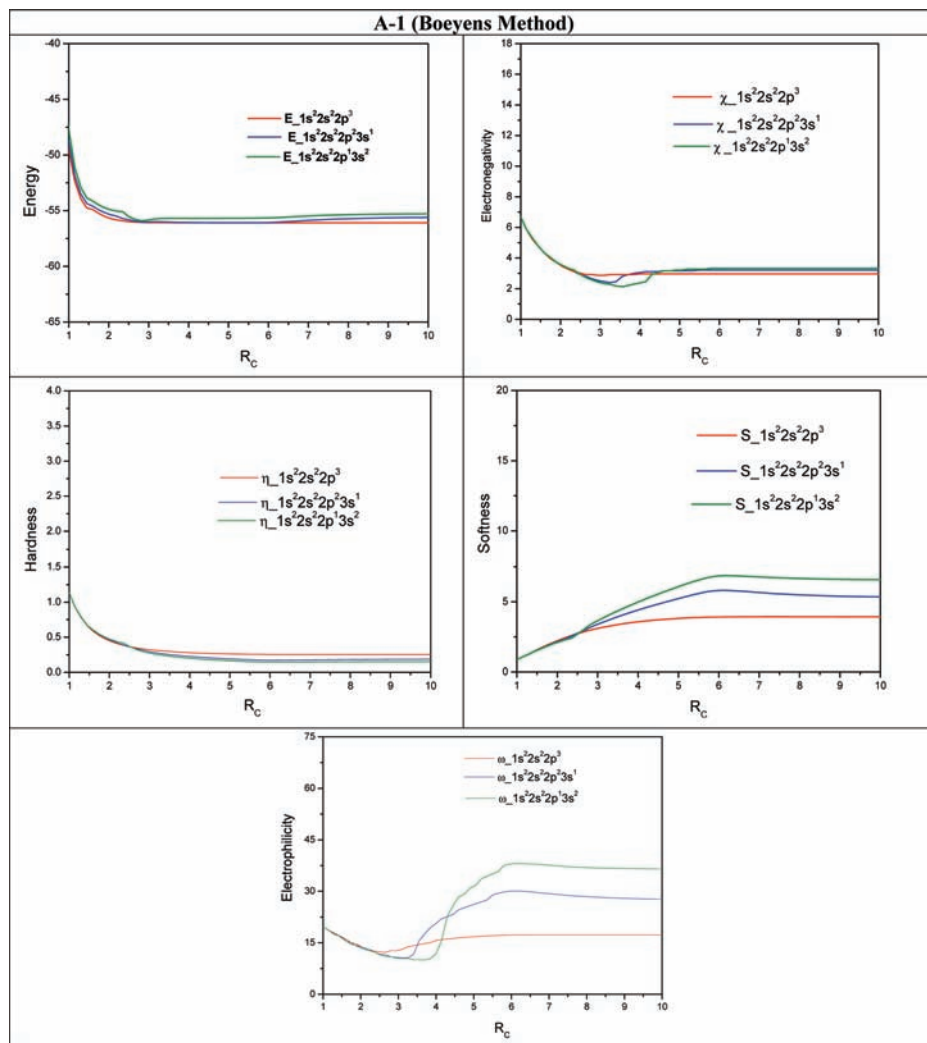 A-1 (Boeyens Method)
-40
-45
-50
-55
-60
-65
Energy
E_1s²2s²2p³
E_1s²2s²2p²3s¹
E_1s²2s²2p¹3s²
1 2 3 4 5 6 7 8 9 10
R_C
18
16
14
12
10
8
6
4
2
0
Electronegativity
χ_1s²2s²2p³
χ_1s²2s²2p²3s¹
χ_1s²2s²2p¹3s²
1 2 3 4 5 6 7 8 9 10
R_C
4.0
3.5
3.0
2.5
2.0
1.5
1.0
0.5
0.0
Hardness
η_1s²2s²2p³
η_1s²2s²2p²3s¹
η_1s²2s²2p¹3s²
1 2 3 4 5 6 7 8 9 10
R_C
20
15
10
5
0
Softness
S_1s²2s²2p³
S_1s²2s²2p²3s¹
S_1s²2s²2p¹3s²
1 2 3 4 5 6 7 8 9 10
R_C
75
60
45
30
15
0
Electrophilicity
ω_1s²2s²2p³
ω_1s²2s²2p²3s¹
ω_1s²2s²2p¹3s²
1 2 3 4 5 6 7 8 9 10
R_C